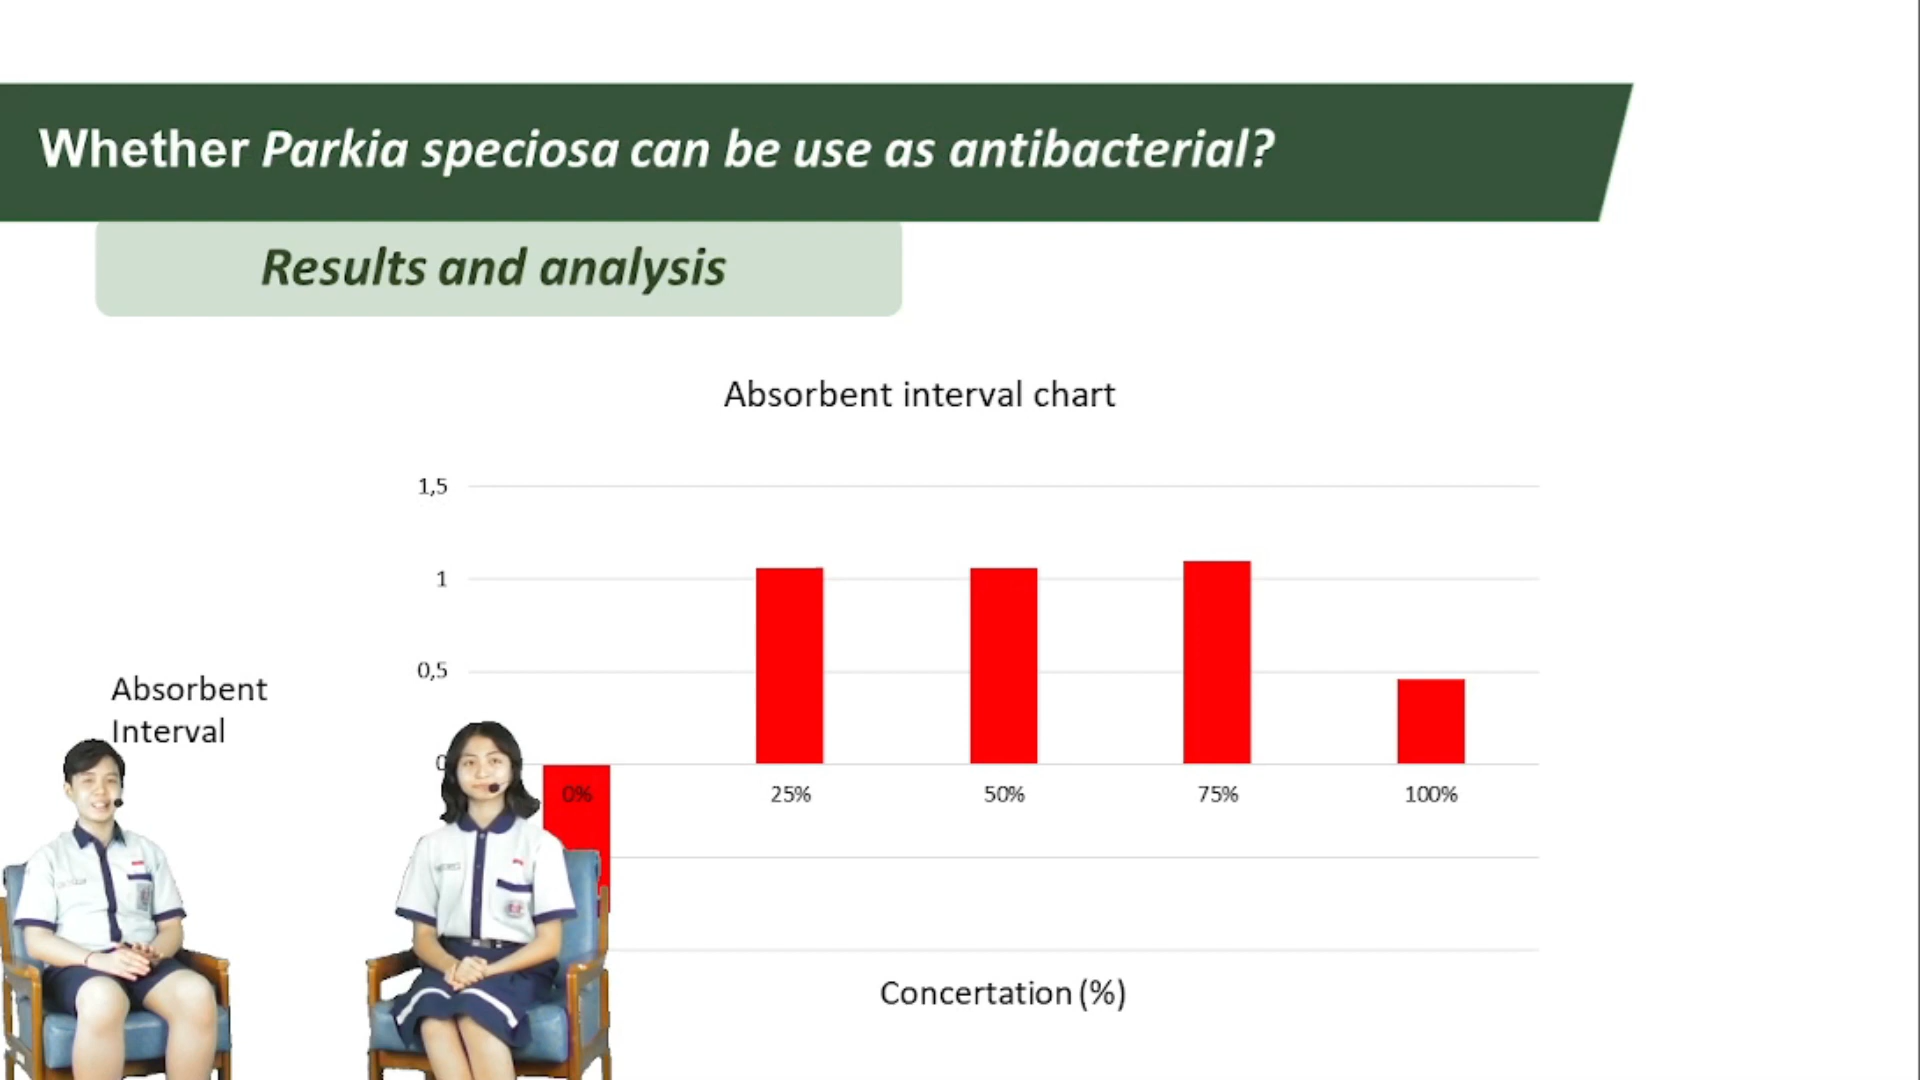 Whether Parkia speciosa can be use as antibacterial?
Results and analysis
Absorbent interval chart
1,5
1
0,5
0
Absorbent
Interval
0%
25%
50%
75%
100%
Concertation (%)